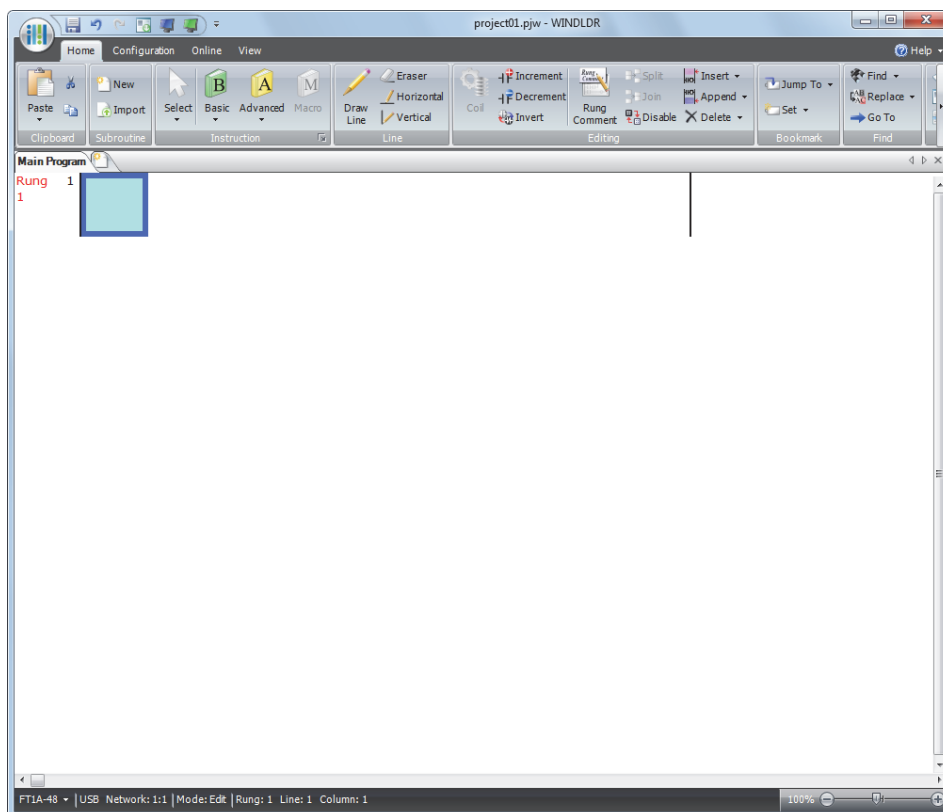 project01.pjw - WINDLDR
Home Configuration Online View Help
Paste
Clipboard
New
Import
Subroutine
Select
Basic
Advanced
Macro
Instruction
Draw
Line
Eraser
Horizontal
Vertical
Line
Coil
Increment
Decrement
Invert
Rung
Comment
Split
Join
Disable
Insert
Append
Delete
Editing
Jump To
Set
Bookmark
Find
Replace
Go To
Find
Main Program
Rung 1
1
FT1A-48 USB Network: 1:1 Mode: Edit Rung: 1 Line: 1 Column: 1 100%